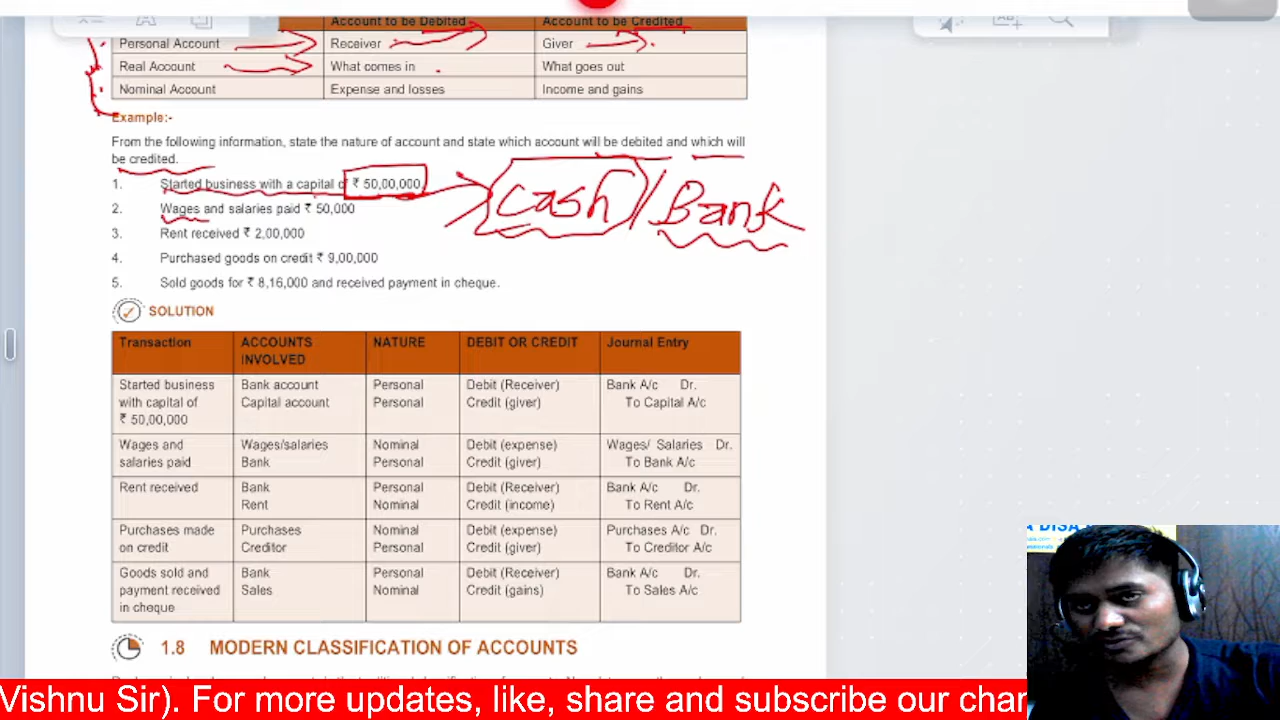 Account to be Debited Account to be Credited
Personal Account Receiver Giver
Real Account What comes in What goes out
Nominal Account Expense and losses Income and gains
Example:-
From the following information, state the nature of account and state which account will be debited and which will
be credited.
1. Started business with a capital of ₹ 50,00,000
Cash / Bank
2. Wages and salaries paid ₹ 50,000
3. Rent received ₹ 2,00,000
4. Purchased goods on credit ₹ 9,00,000
5. Sold goods for ₹ 8,16,000 and received payment in cheque.
SOLUTION
Transaction ACCOUNTS INVOLVED NATURE DEBIT OR CREDIT Journal Entry
Started business Bank account Personal Debit (Receiver) Bank A/c Dr.
with capital of Capital account Personal Credit (giver) To Capital A/c
₹ 50,00,000
Wages and Wages/salaries Nominal Debit (expense) Wages/ Salaries Dr.
salaries paid Bank Personal Credit (giver) To Bank A/c
Rent received Bank Personal Debit (Receiver) Bank A/c Dr.
Rent Nominal Credit (income) To Rent A/c
Purchases made Purchases Nominal Debit (expense) Purchases A/c Dr.
on credit Creditor Personal Credit (giver) To Creditor A/c
Goods sold and Bank Personal Debit (Receiver) Bank A/c Dr.
payment received Sales Nominal Credit (gains) To Sales A/c
in cheque
1.8 MODERN CLASSIFICATION OF ACCOUNTS
Vishnu Sir). For more updates, like, share and subscribe our chan